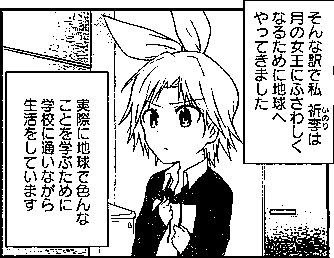 そんな訳で私 祈李は
月の女王にふさわしく
なるために地球へ
やってきました
実際に地球で色んな
ことを学ぶために
学校に通いながら
生活をしています